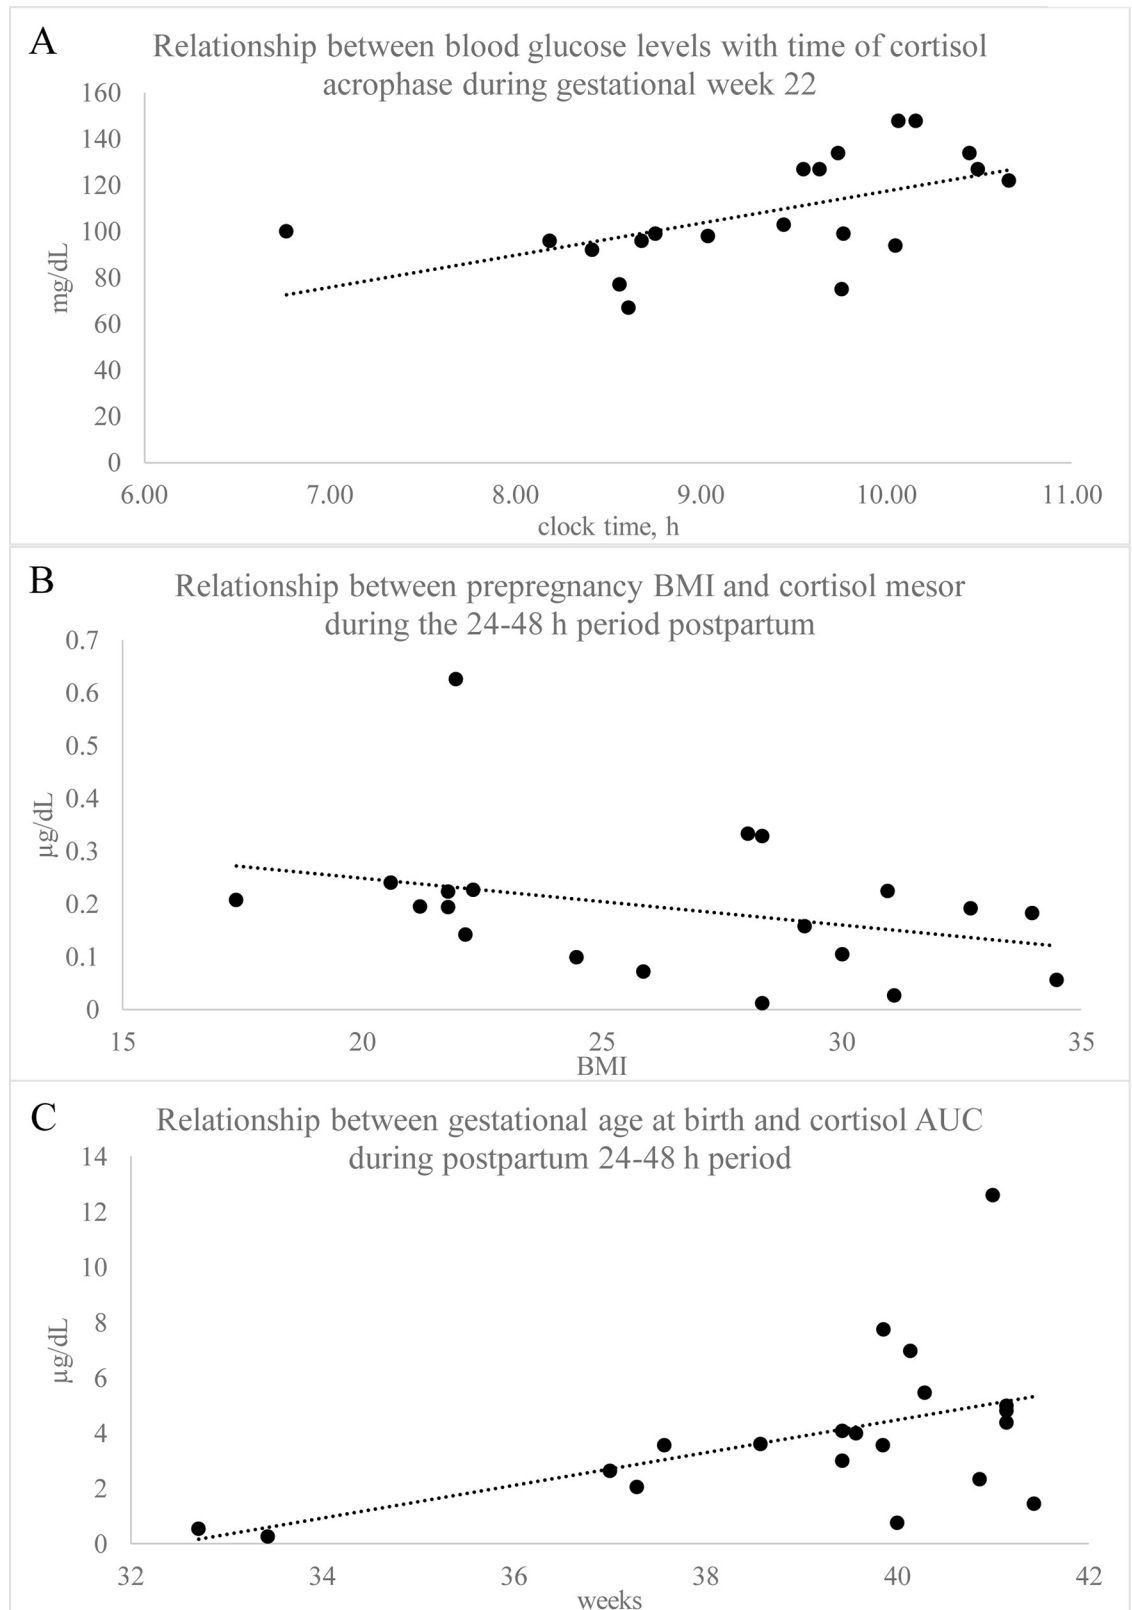 A
Relationship between blood glucose levels with time of cortisol
acrophase during gestational week 22
160
140
120
100
80
60
40
20
0
mg/dL
6.00 7.00 8.00 9.00 10.00 11.00
clock time, h
B
Relationship between prepregnancy BMI and cortisol mesor
during the 24-48 h period postpartum
0.7
0.6
0.5
0.4
0.3
0.2
0.1
0
µg/dL
15 20 25 30 35
BMI
C
Relationship between gestational age at birth and cortisol AUC
during postpartum 24-48 h period
14
12
10
8
6
4
2
0
µg/dL
32 34 36 38 40 42
weeks